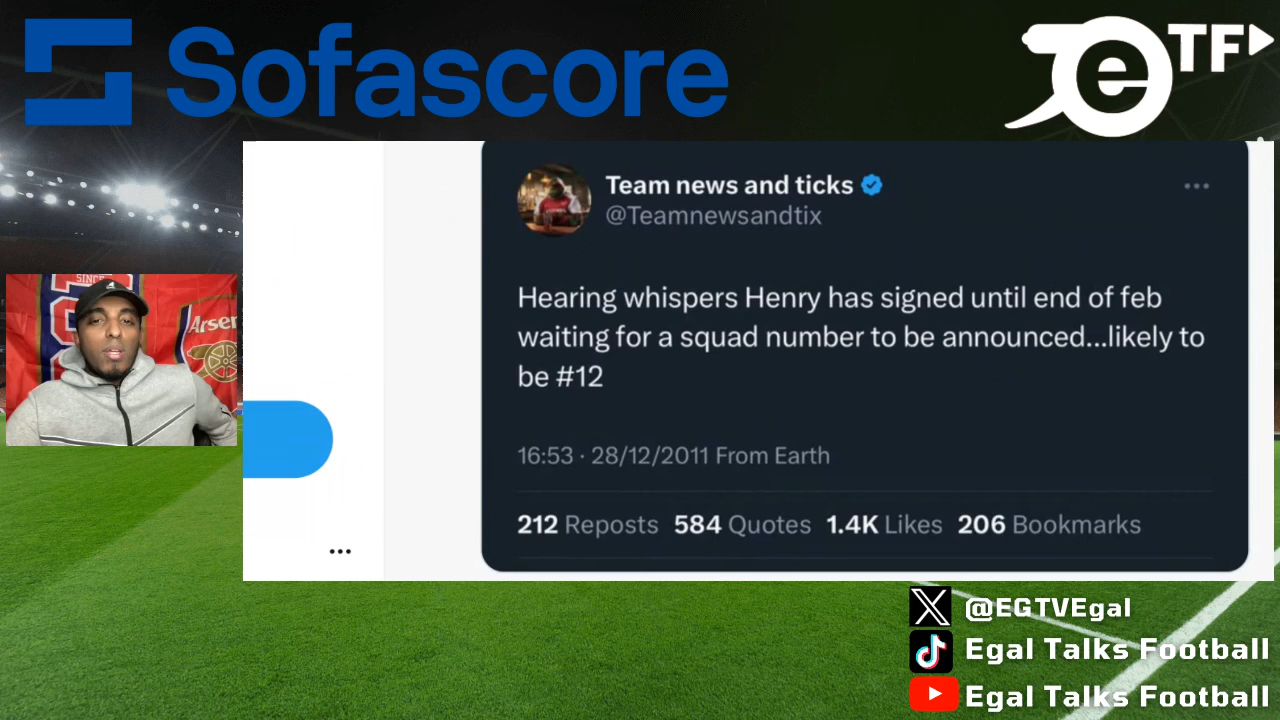 Sofascore
eTF
SINCE
Arsen
Team news and ticks
@Teamnewsandtix
Hearing whispers Henry has signed until end of feb
waiting for a squad number to be announced...likely to
be #12
16:53 · 28/12/2011 From Earth
212 Reposts 584 Quotes 1.4K Likes 206 Bookmarks
@EGTVEgal
Egal Talks Football
Egal Talks Football